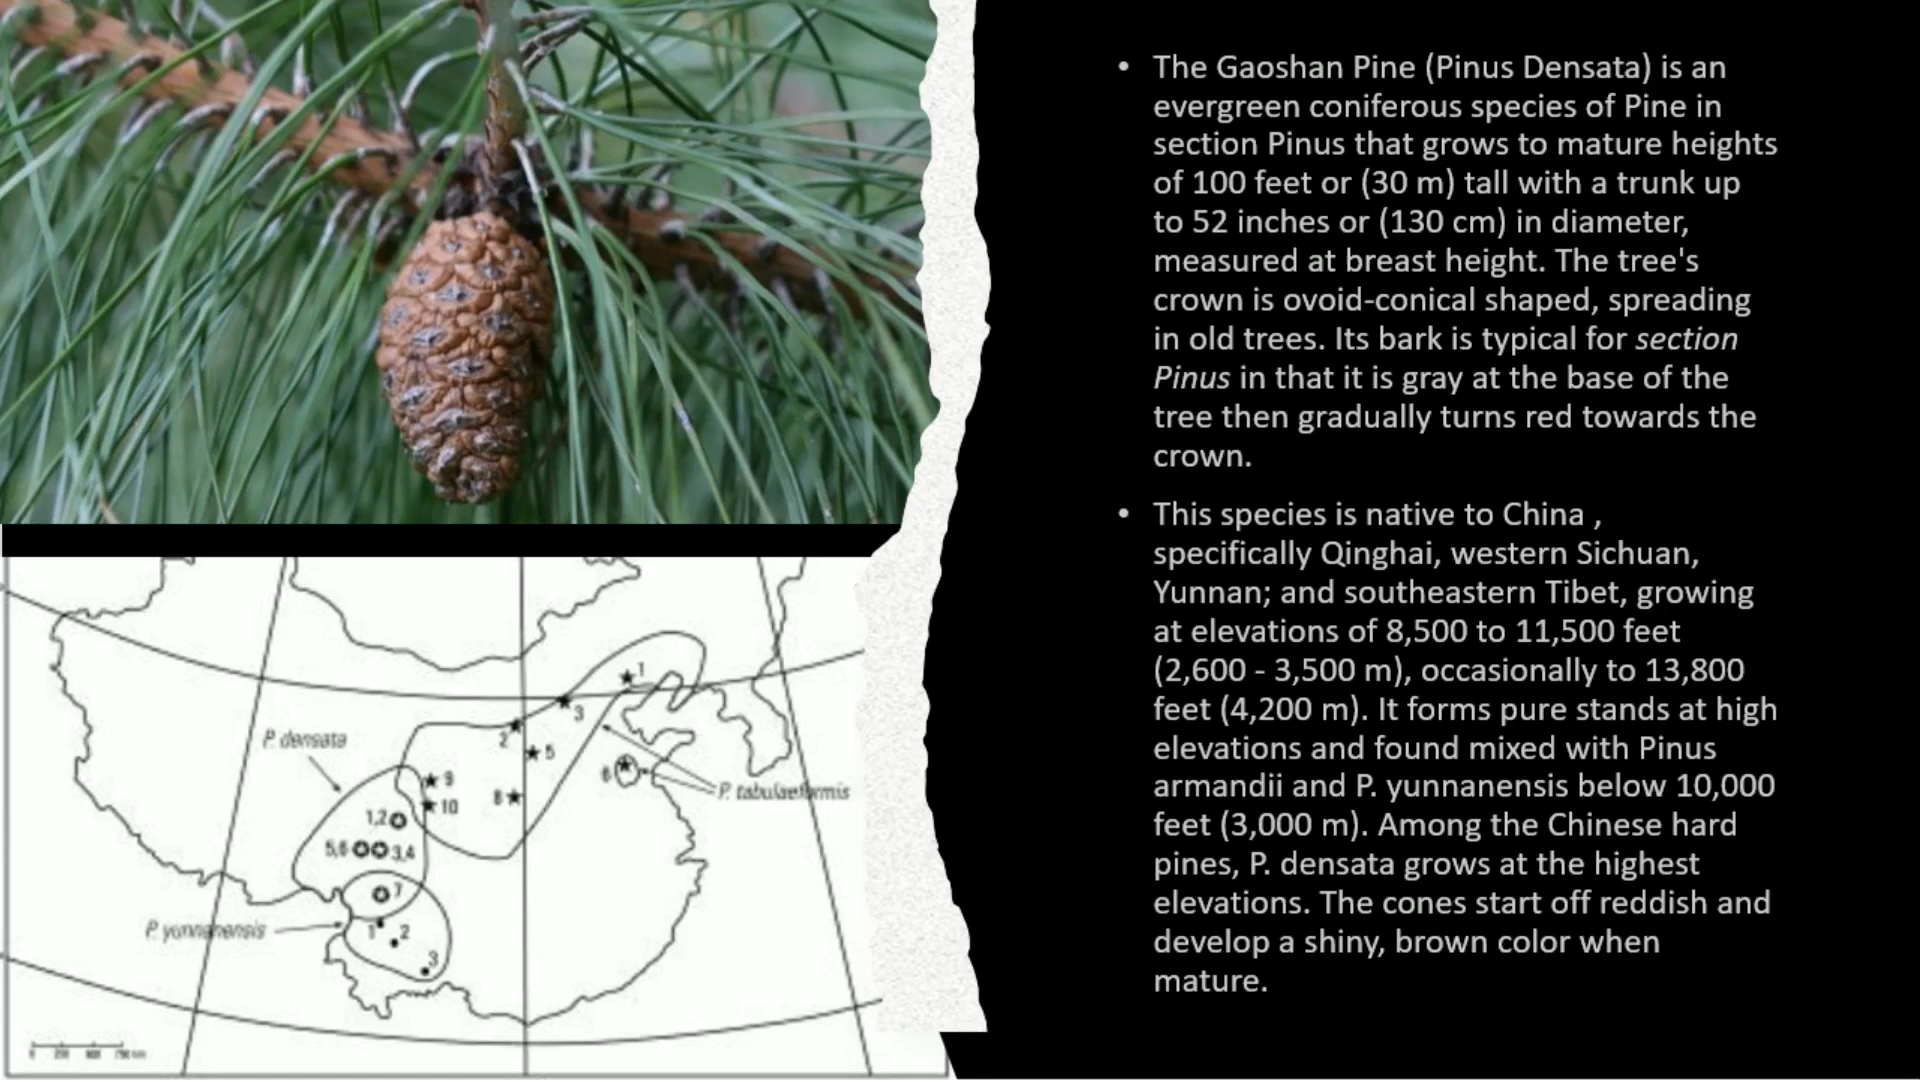 • The Gaoshan Pine (Pinus Densata) is an
evergreen coniferous species of Pine in
section Pinus that grows to mature heights
of 100 feet or (30 m) tall with a trunk up
to 52 inches or (130 cm) in diameter,
measured at breast height. The tree's
crown is ovoid-conical shaped, spreading
in old trees. Its bark is typical for section
Pinus in that it is gray at the base of the
tree then gradually turns red towards the
crown.
• This species is native to China ,
specifically Qinghai, western Sichuan,
Yunnan; and southeastern Tibet, growing
at elevations of 8,500 to 11,500 feet
(2,600 - 3,500 m), occasionally to 13,800
feet (4,200 m). It forms pure stands at high
elevations and found mixed with Pinus
armandii and P. yunnanensis below 10,000
feet (3,000 m). Among the Chinese hard
pines, P. densata grows at the highest
elevations. The cones start off reddish and
develop a shiny, brown color when
mature.
1
3
2
5
P. densata
6
9
P. tabulaeformis
8
10
1,2
5,6
3,4
7
P. yunnanensis
1
2
3
0